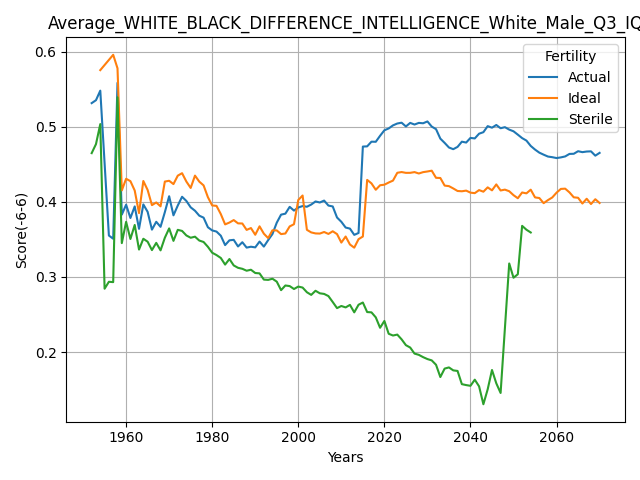 Average_WHITE_BLACK_DIFFERENCE_INTELLIGENCE_White_Male_Q3_IQ
Fertility
Actual
Ideal
Sterile
Score(-6-6)
0.6
0.5
0.4
0.3
0.2
1960 1980 2000 2020 2040 2060
Years